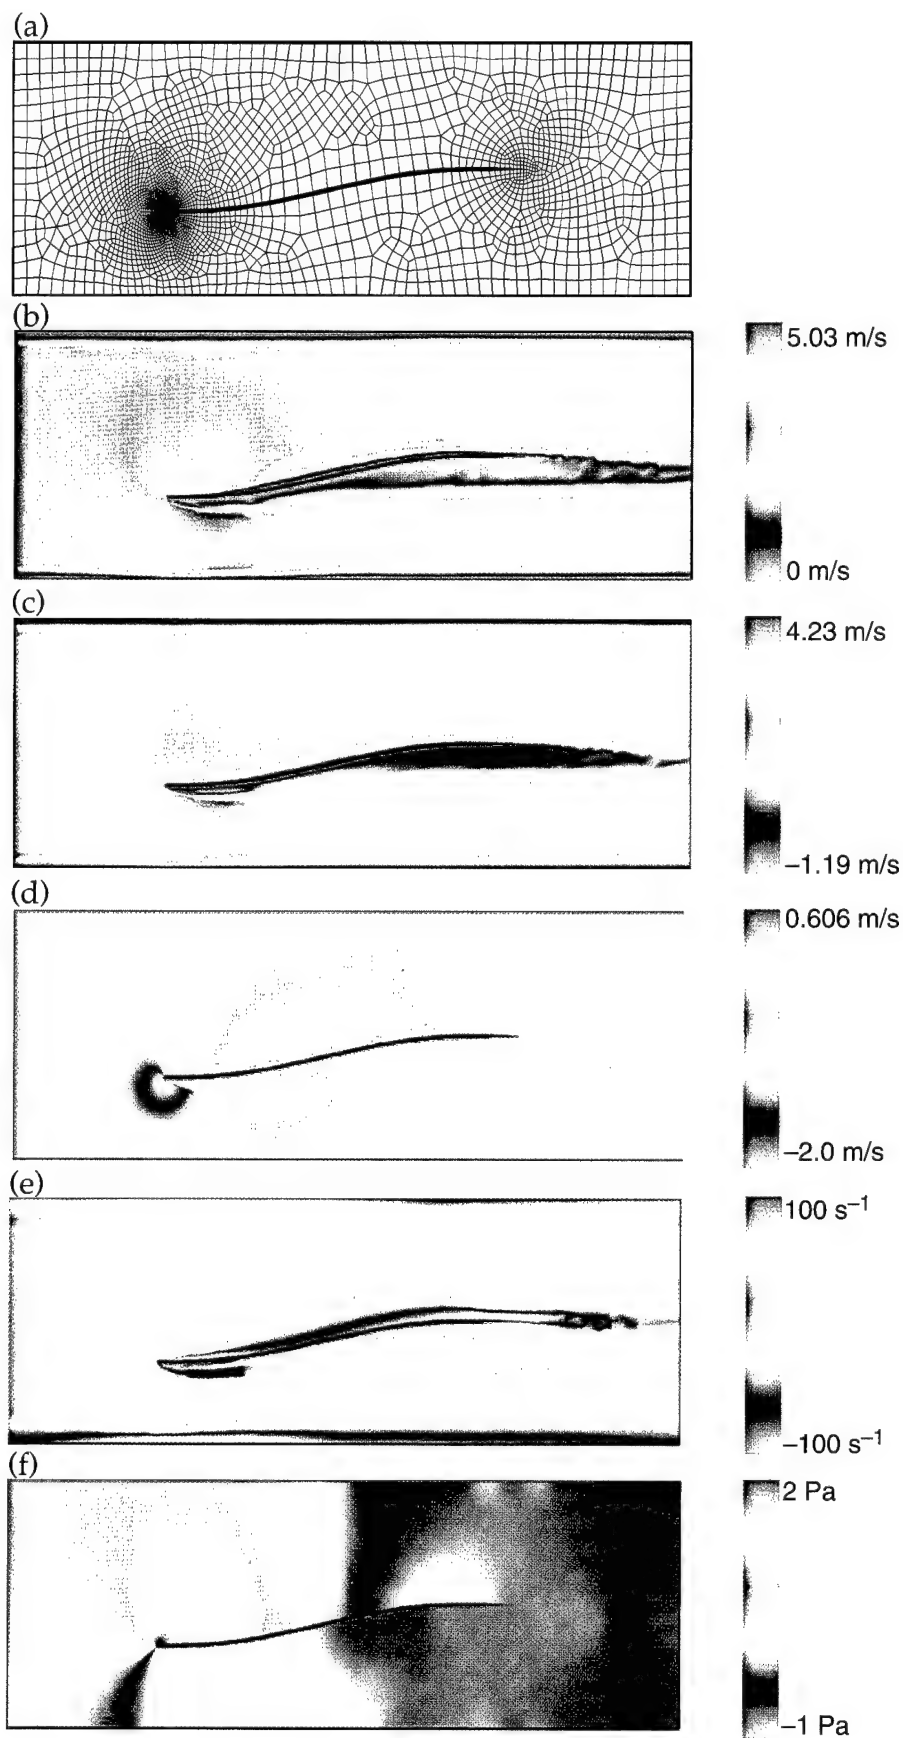 (a)
(b)
5.03 m/s
0 m/s
(c)
4.23 m/s
−1.19 m/s
(d)
0.606 m/s
−2.0 m/s
(e)
100 s⁻¹
−100 s⁻¹
(f)
2 Pa
−1 Pa